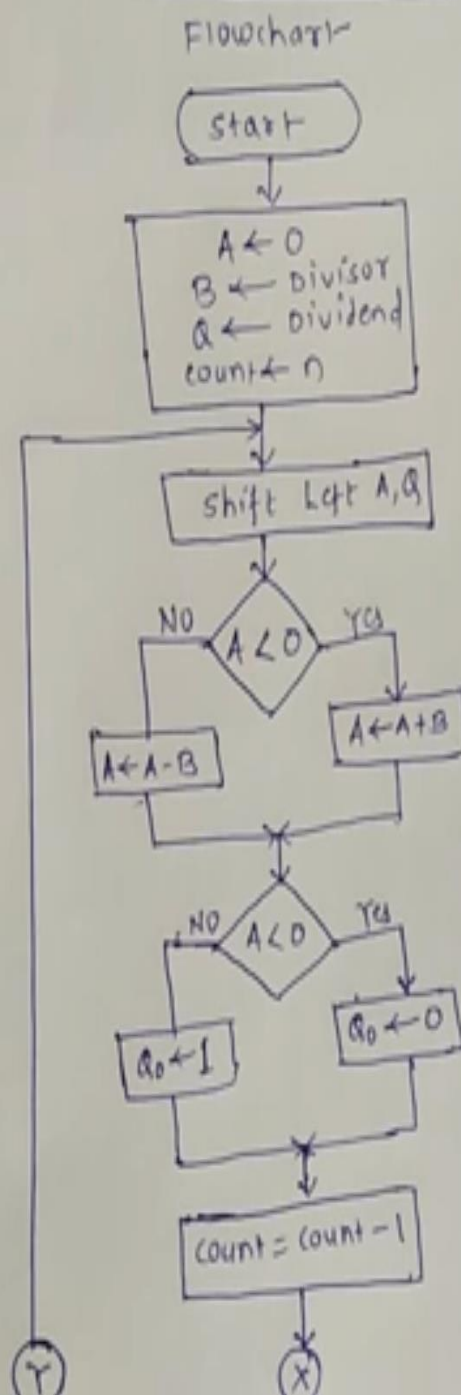 Flowchart
start
A ← 0
B ← Divisor
Q ← Dividend
count ← n
Shift Left A,Q
NO
A < 0
Yes
A ← A - B
A ← A + B
NO
A < 0
Yes
Q₀ ← 1
Q₀ ← 0
count = count - 1
Y
X